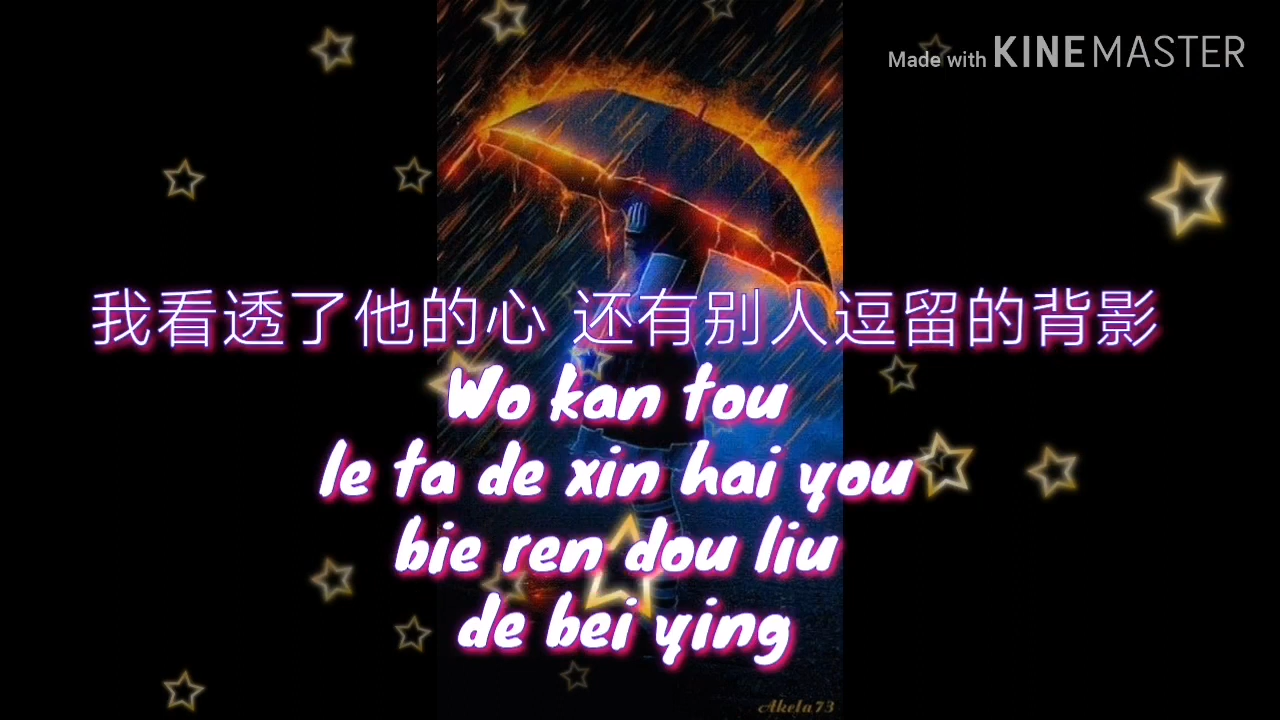 Made with KINEMASTER
我看透了他的心 还有别人逗留的背影
Wo kan tou
le ta de xin hai you
bie ren dou liu
de bei ying
Akela73